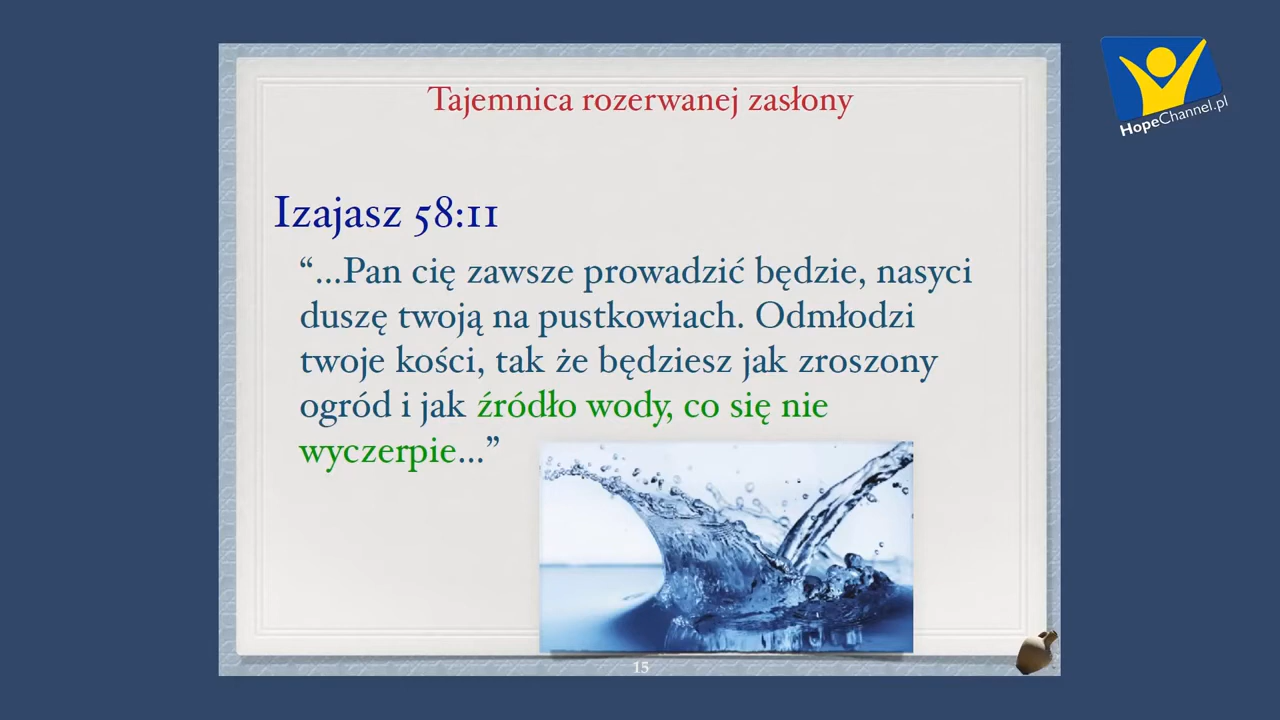 Tajemnica rozerwanej zasłony
HopeChannel.pl
Izajasz 58:11
“...Pan cię zawsze prowadzić będzie, nasyci
duszę twoją na pustkowiach. Odmłodzi
twoje kości, tak że będziesz jak zroszony
ogród i jak źródło wody, co się nie
wyczerpie...”
15